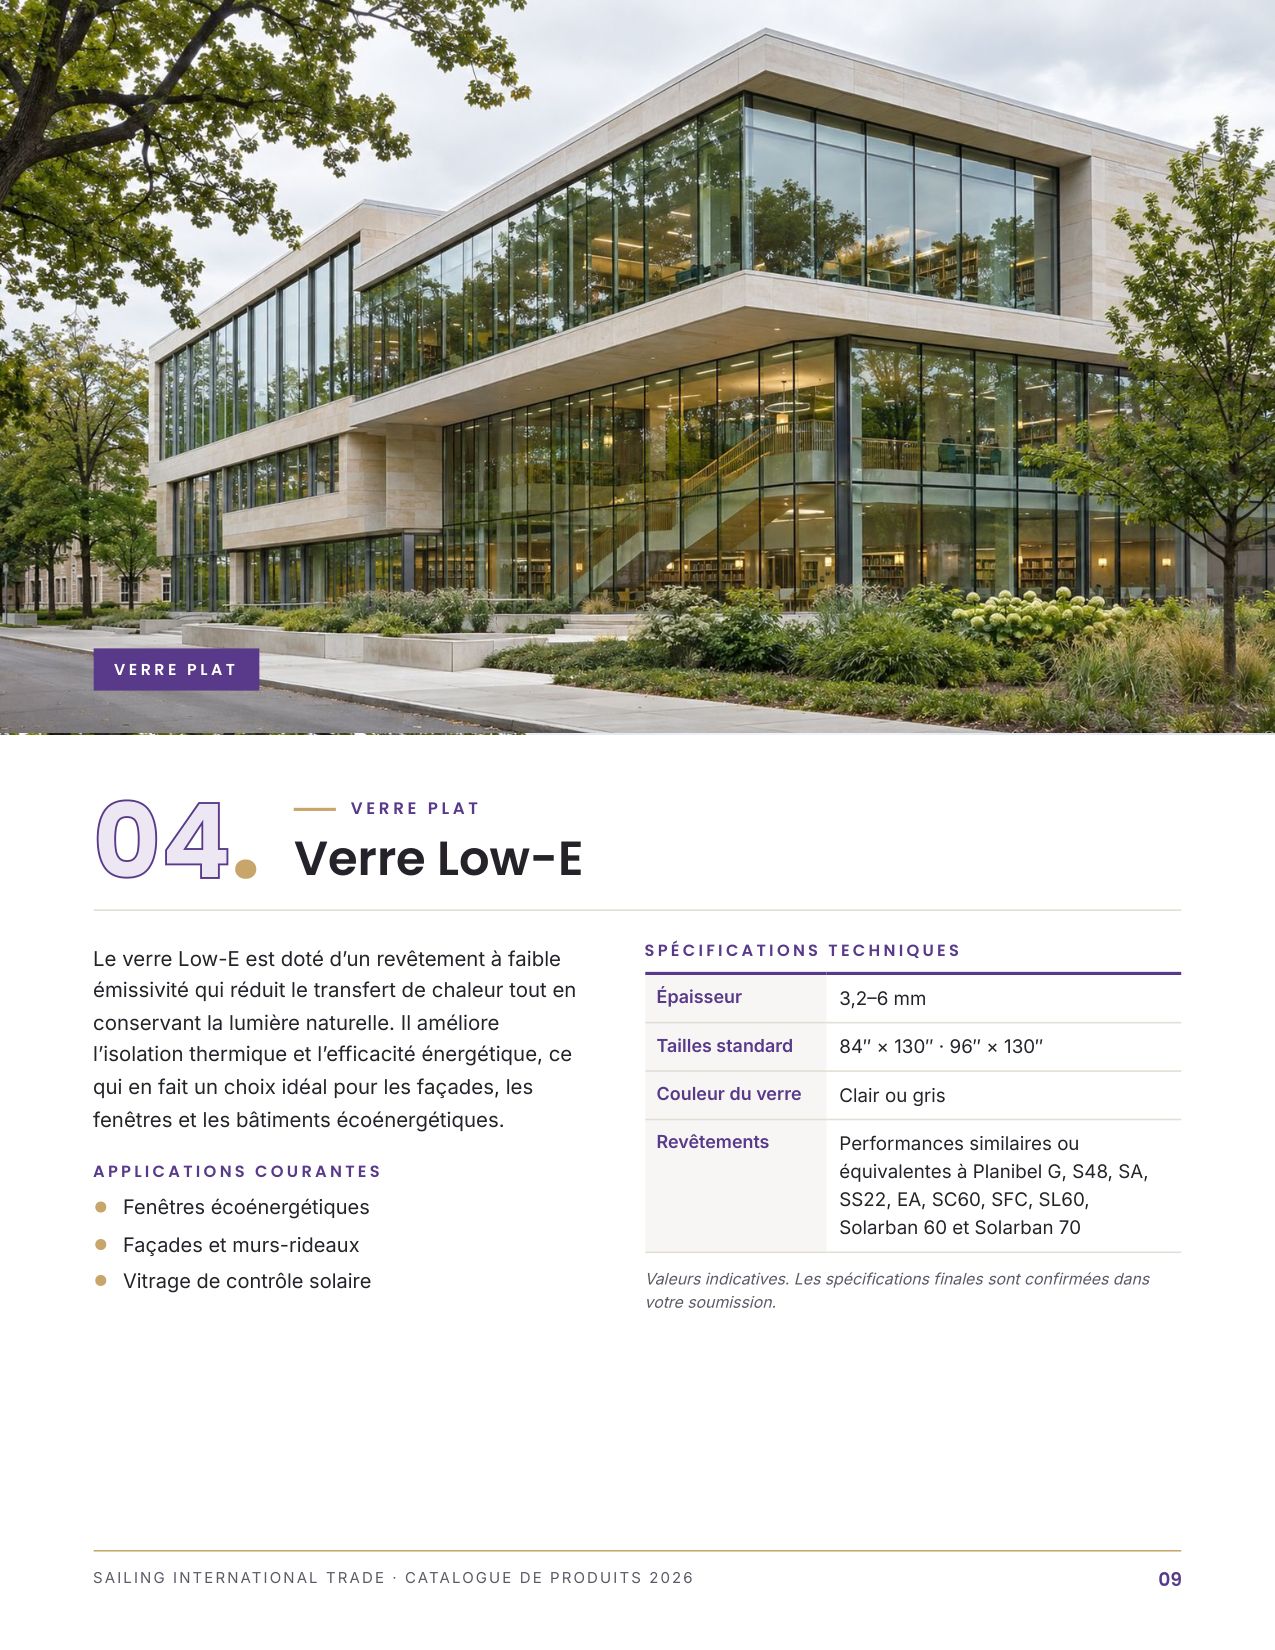 VERRE PLAT
04.
VERRE PLAT
Verre Low-E
Le verre Low-E est doté d’un revêtement à faible
émissivité qui réduit le transfert de chaleur tout en
conservant la lumière naturelle. Il améliore
l’isolation thermique et l’efficacité énergétique, ce
qui en fait un choix idéal pour les façades, les
fenêtres et les bâtiments écoénergétiques.
APPLICATIONS COURANTES
Fenêtres écoénergétiques
Façades et murs-rideaux
Vitrage de contrôle solaire
SPÉCIFICATIONS TECHNIQUES
Épaisseur 3,2–6 mm
Tailles standard 84″ × 130″ · 96″ × 130″
Couleur du verre Clair ou gris
Revêtements Performances similaires ou
équivalentes à Planibel G, S48, SA,
SS22, EA, SC60, SFC, SL60,
Solarban 60 et Solarban 70
Valeurs indicatives. Les spécifications finales sont confirmées dans
votre soumission.
SAILING INTERNATIONAL TRADE · CATALOGUE DE PRODUITS 2026
09